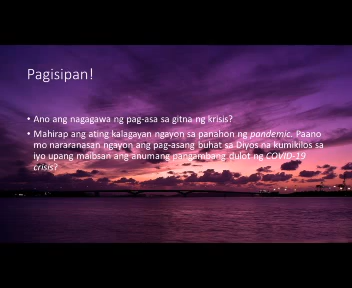 Pagisipan!
• Ano ang nagagawa ng pag-asa sa gitna ng krisis?
• Mahirap ang ating kalagayan ngayon sa panahon ng pandemic. Paano
mo nararanasan ngayon ang pag-asang buhat sa Diyos na kumikilos sa
iyo upang maibsan ang anumang pangambang dulot ng COVID-19
crisis?